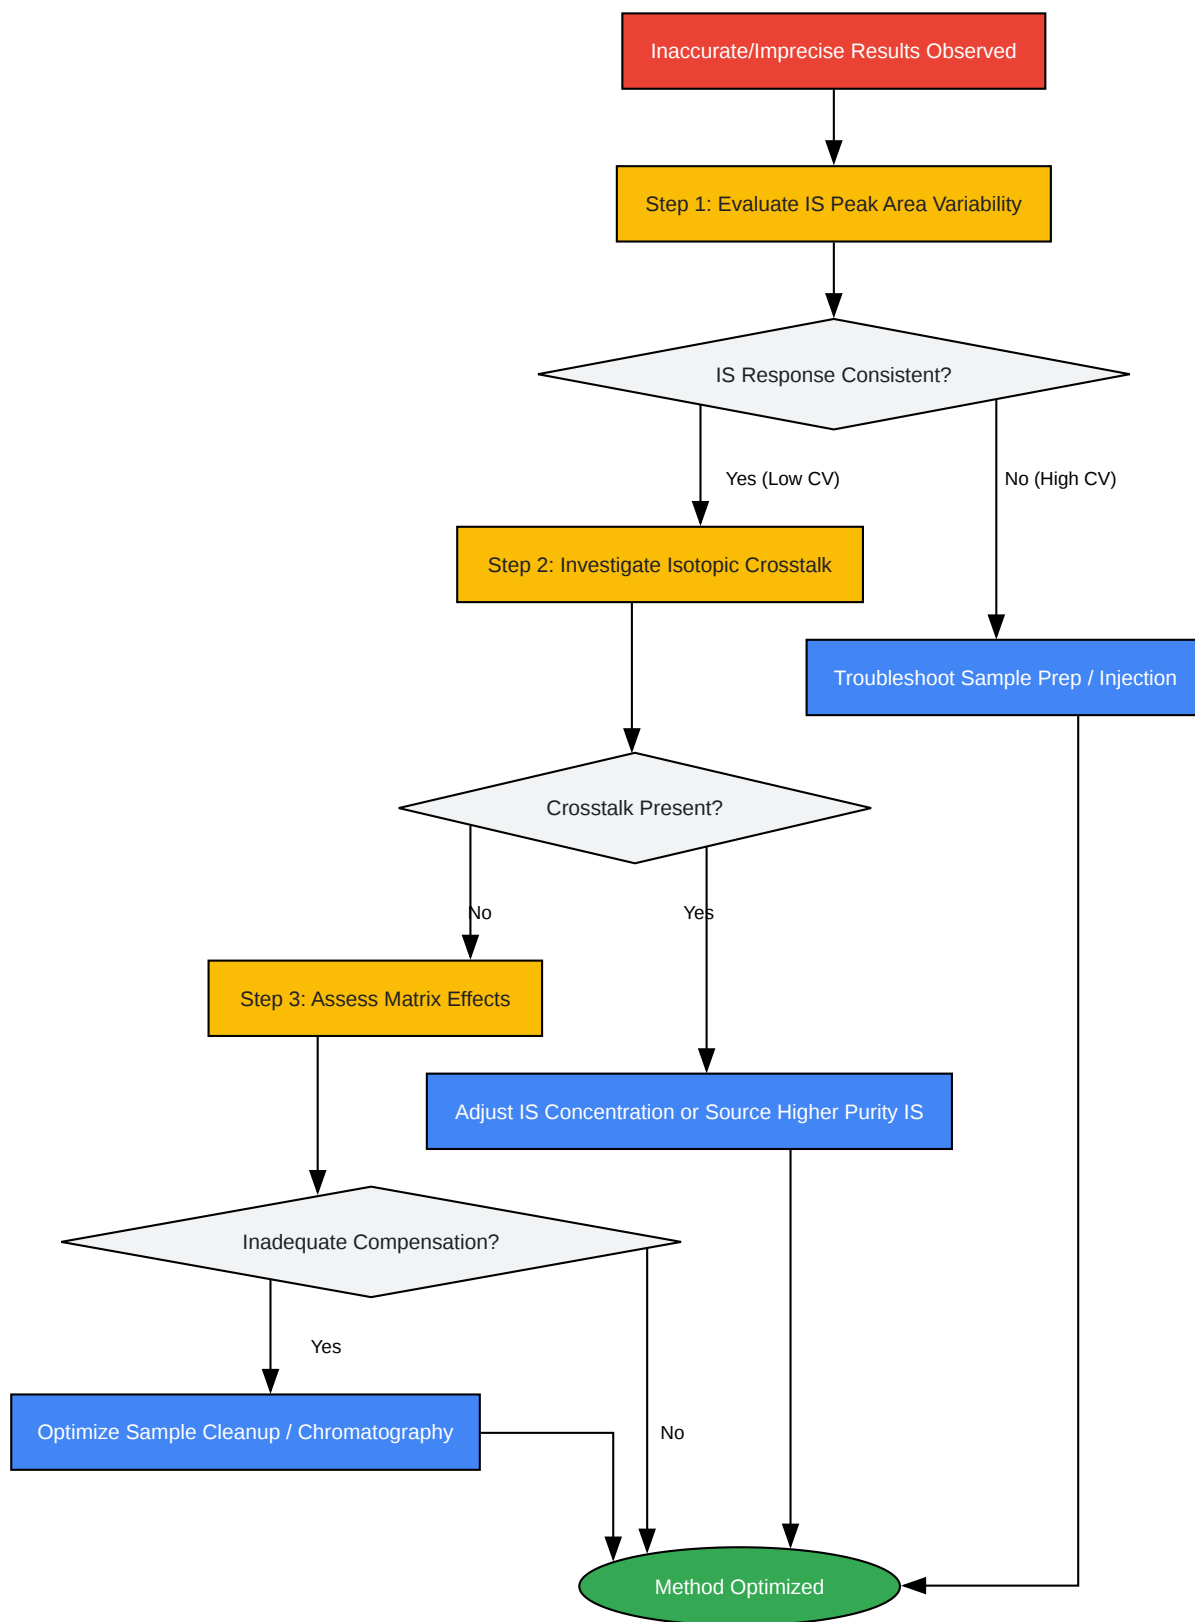 Inaccurate/Imprecise Results Observed
Step 1: Evaluate IS Peak Area Variability
IS Response Consistent?
Yes (Low CV)
No (High CV)
Step 2: Investigate Isotopic Crosstalk
Troubleshoot Sample Prep / Injection
Crosstalk Present?
No
Yes
Step 3: Assess Matrix Effects
Adjust IS Concentration or Source Higher Purity IS
Inadequate Compensation?
Yes
Optimize Sample Cleanup / Chromatography
No
Method Optimized